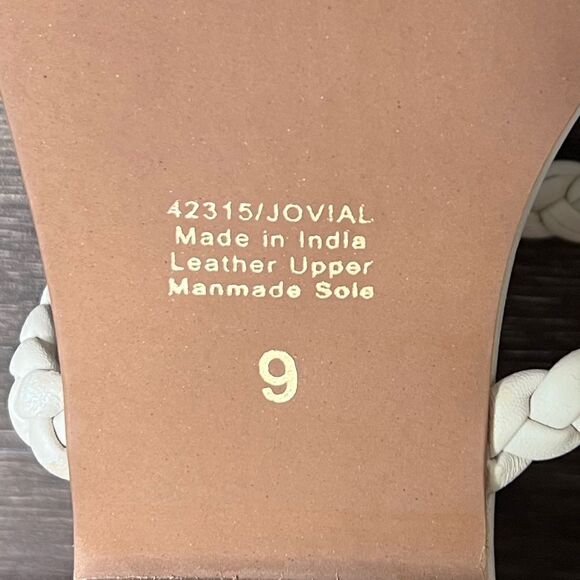 42315/JOVIAL
Made in India
Leather Upper
Manmade Sole
9